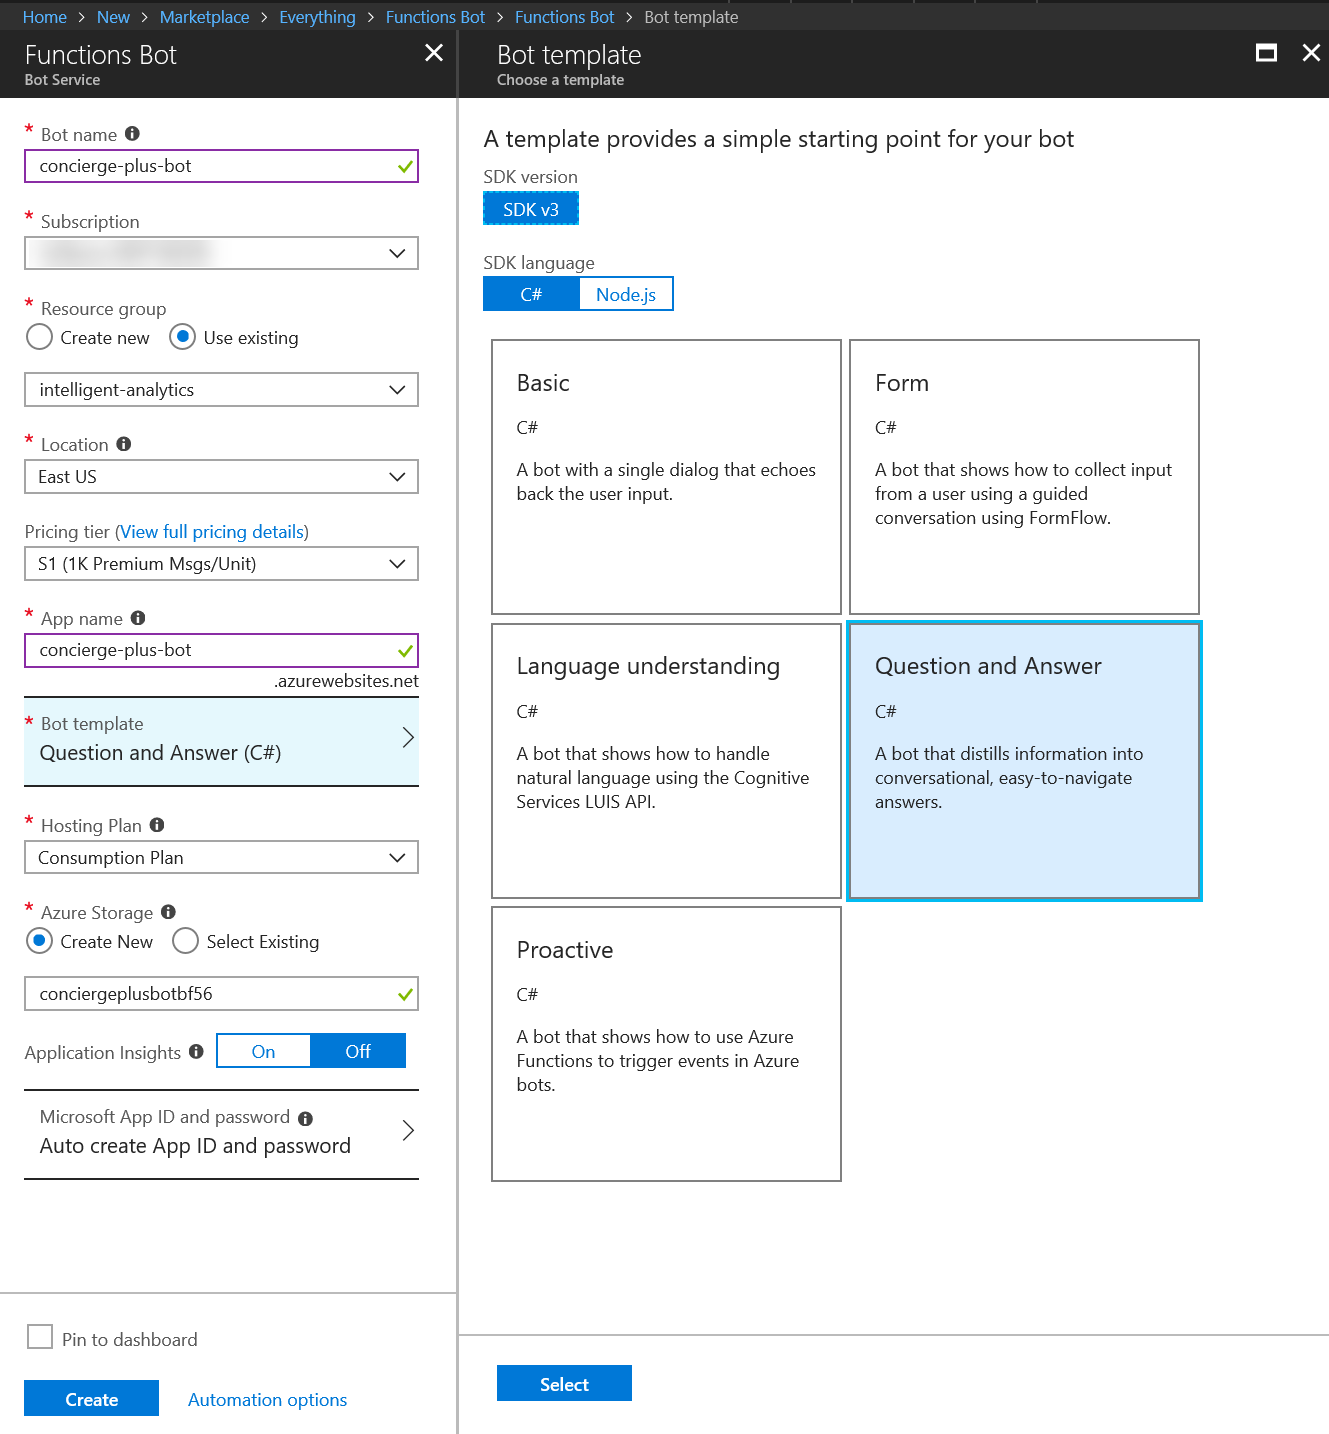 Home > New > Marketplace > Everything > Functions Bot > Functions Bot > Bot template
Functions Bot
Bot Service
* Bot name
concierge-plus-bot
* Subscription
* Resource group
Create new Use existing
intelligent-analytics
* Location
East US
Pricing tier (View full pricing details)
S1 (1K Premium Msgs/Unit)
* App name
concierge-plus-bot
.azurewebsites.net
* Bot template
Question and Answer (C#)
* Hosting Plan
Consumption Plan
* Azure Storage
Create New Select Existing
conciergeplusbotbf56
Application Insights On Off
Microsoft App ID and password
Auto create App ID and password
Pin to dashboard
Create Automation options
Bot template
Choose a template
A template provides a simple starting point for your bot
SDK version
SDK v3
SDK language
C# Node.js
Basic
C#
A bot with a single dialog that echoes
back the user input.
Form
C#
A bot that shows how to collect input
from a user using a guided
conversation using FormFlow.
Language understanding
C#
A bot that shows how to handle
natural language using the Cognitive
Services LUIS API.
Question and Answer
C#
A bot that distills information into
conversational, easy-to-navigate
answers.
Proactive
C#
A bot that shows how to use Azure
Functions to trigger events in Azure
bots.
Select